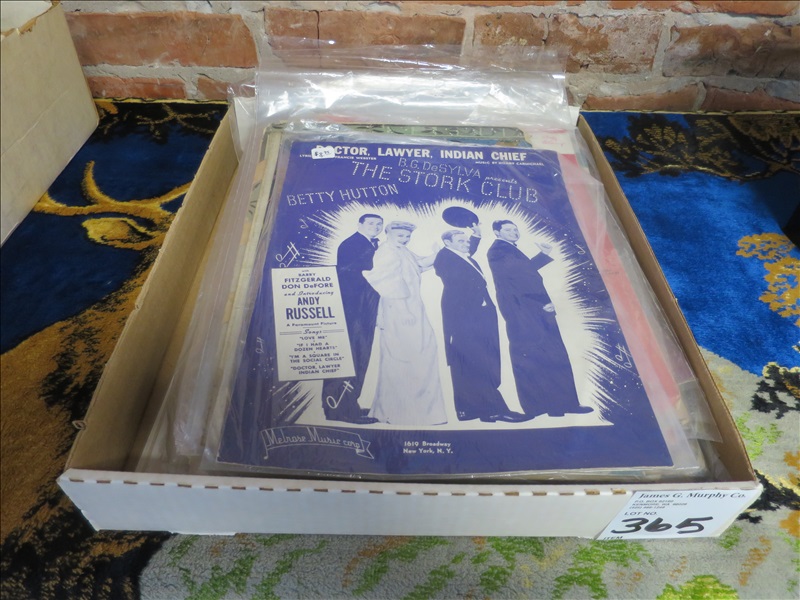 DOCTOR, LAWYER, INDIAN CHIEF
B.G. DeSYLVA presents
THE STORK CLUB
BETTY HUTTON
with
BARRY
FITZGERALD
DON DeFORE
and Introducing
ANDY
RUSSELL
A Paramount Picture
Songs
"LOVE ME"
"IF I HAD A
DOZEN HEARTS"
"I'M A SQUARE IN
THE SOCIAL CIRCLE"
"DOCTOR, LAWYER
INDIAN CHIEF"
Melrose Music corp.
1619 Broadway
New York, N. Y.
James G. Murphy Co.
LOT NO.
365
ITEM